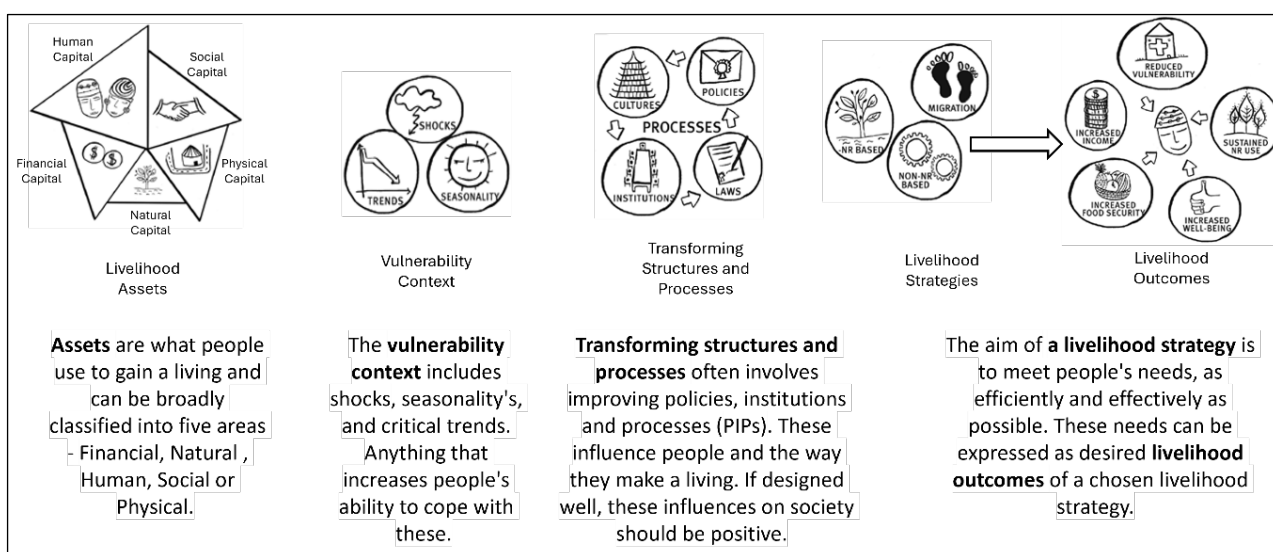 Human
Capital
Social
Capital
Financial
Capital
Physical
Capital
Natural
Capital
Livelihood
Assets
SHOCKS
TRENDS
SEASONALITY
Vulnerability
Context
CULTURES
POLICIES
PROCESSES
INSTITUTIONS
LAWS
Transforming
Structures and
Processes
MIGRATION
NR BASED
NON-NR
BASED
Livelihood
Strategies
REDUCED
VULNERABILITY
INCREASED
INCOME
SUSTAINED
NR USE
INCREASED
FOOD SECURITY
INCREASED
WELL-BEING
Livelihood
Outcomes
Assets are what people
use to gain a living and
can be broadly
classified into five areas
- Financial, Natural ,
Human, Social or
Physical.
The vulnerability
context includes
shocks, seasonality's,
and critical trends.
Anything that
increases people's
ability to cope with
these.
Transforming structures and
processes often involves
improving policies, institutions
and processes (PIPs). These
influence people and the way
they make a living. If designed
well, these influences on society
should be positive.
The aim of a livelihood strategy is
to meet people's needs, as
efficiently and effectively as
possible. These needs can be
expressed as desired livelihood
outcomes of a chosen livelihood
strategy.